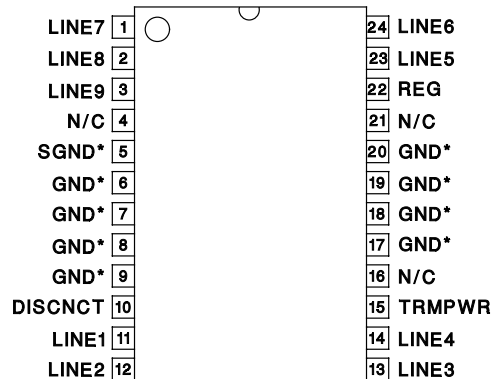 LINE7 1 24 LINE6
LINE8 2 23 LINE5
LINE9 3 22 REG
N/C 4 21 N/C
SGND* 5 20 GND*
GND* 6 19 GND*
GND* 7 18 GND*
GND* 8 17 GND*
GND* 9 16 N/C
DISCNCT 10 15 TRMPWR
LINE1 11 14 LINE4
LINE2 12 13 LINE3